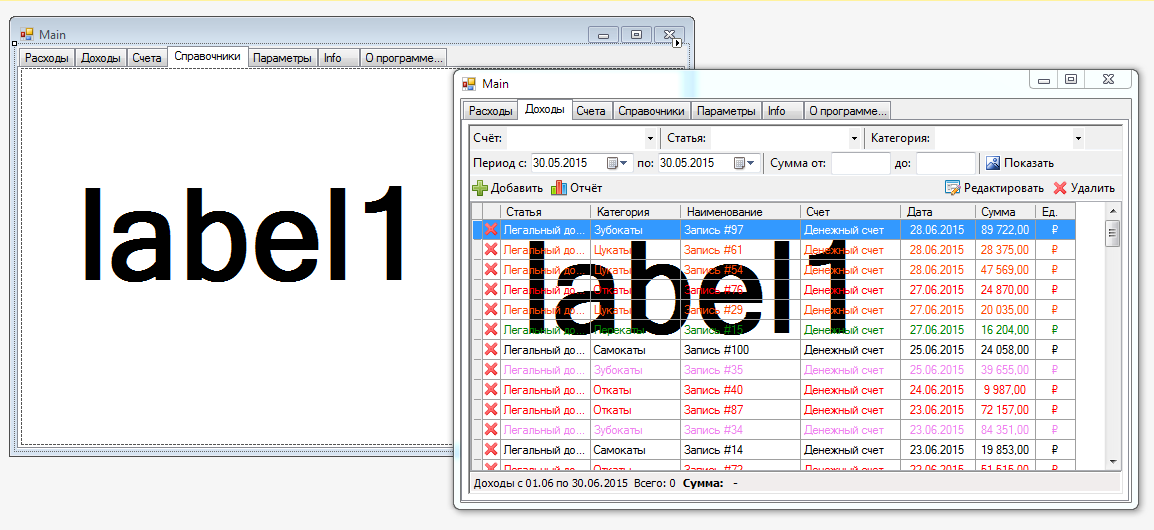 Main
Расходы Доходы Счета Справочники Параметры Info О программе...
label1
Main
Расходы Доходы Счета Справочники Параметры Info О программе...
Счёт: Статья: Категория:
Период с: 30.05.2015 по: 30.05.2015 Сумма от: до: Показать
Добавить Отчёт Редактировать Удалить
Статья Категория Наименование Счет Дата Сумма Ед.
Легальный до... Зубокаты Запись #97 Денежный счет 28.06.2015 89 722,00 ₽
Легальный до... Цукаты Запись #61 Денежный счет 28.06.2015 28 375,00 ₽
Легальный до... Цукаты Запись #54 Денежный счет 28.06.2015 47 569,00 ₽
Легальный до... Откаты Запись #76 Денежный счет 27.06.2015 24 870,00 ₽
Легальный до... Цукаты Запись #29 Денежный счет 27.06.2015 20 035,00 ₽
Легальный до... Перекаты Запись #15 Денежный счет 27.06.2015 16 204,00 ₽
label1
Легальный до... Самокаты Запись #100 Денежный счет 25.06.2015 24 058,00 ₽
Легальный до... Зубокаты Запись #35 Денежный счет 25.06.2015 39 655,00 ₽
Легальный до... Откаты Запись #40 Денежный счет 24.06.2015 9 987,00 ₽
Легальный до... Откаты Запись #87 Денежный счет 23.06.2015 72 157,00 ₽
Легальный до... Зубокаты Запись #34 Денежный счет 23.06.2015 84 351,00 ₽
Легальный до... Самокаты Запись #14 Денежный счет 23.06.2015 19 853,00 ₽
Легальный до... Откаты Запись #72 Денежный счет 22.06.2015 51 515,00 ₽
Доходы с 01.06 по 30.06.2015 Всего: 0 Сумма: -